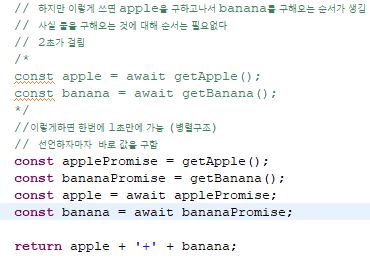 // 하지만 이렇게 쓰면 apple을 구하고나서 banana를 구해오는 순서가 생김
// 사실 둘을 구해오는 것에 대해 순서는 필요없다
// 2초가 걸림
/*
const apple = await getApple();
const banana = await getBanana();
*/
//이렇게하면 한번에 1초만에 가능 (병렬구조)
// 선언하자마자 바로 값을 구함
const applePromise = getApple();
const bananaPromise = getBanana();
const apple = await applePromise;
const banana = await bananaPromise;
return apple + '+' + banana;